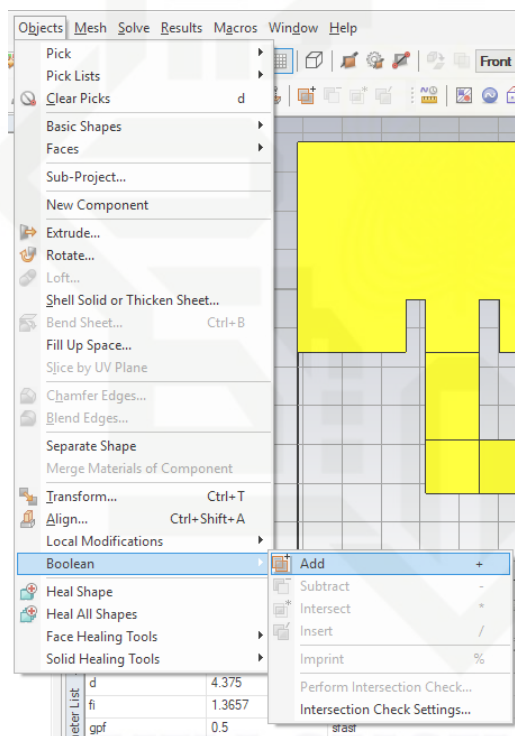 Objects Mesh Solve Results Macros Window Help
Pick
Pick Lists
Clear Picks d
Basic Shapes
Faces
Sub-Project...
New Component
Extrude...
Rotate...
Loft...
Shell Solid or Thicken Sheet...
Bend Sheet... Ctrl+B
Fill Up Space...
Slice by UV Plane
Chamfer Edges...
Blend Edges...
Separate Shape
Merge Materials of Component
Transform... Ctrl+T
Align... Ctrl+Shift+A
Local Modifications
Boolean
Heal Shape
Heal All Shapes
Face Healing Tools
Solid Healing Tools
Front
Add +
Subtract -
Intersect *
Insert /
Imprint %
Perform Intersection Check...
Intersection Check Settings...
d 4.375
fi 1.3657
gpf 0.5